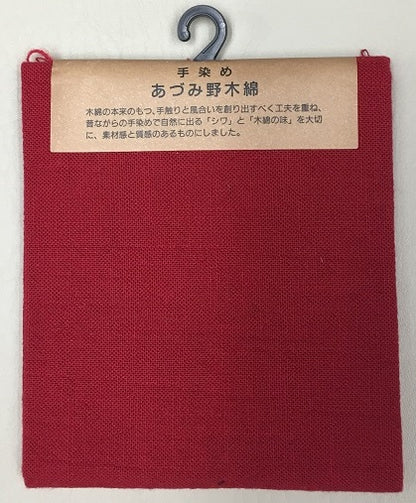 手染め
あづみ野木綿
木綿の本来のもつ、手触りと風合いを創り出すべく工夫を重ね、
昔ながらの手染めで自然に出る「シワ」と「木綿の味」を大切
に、素材感と質感のあるものにしました。